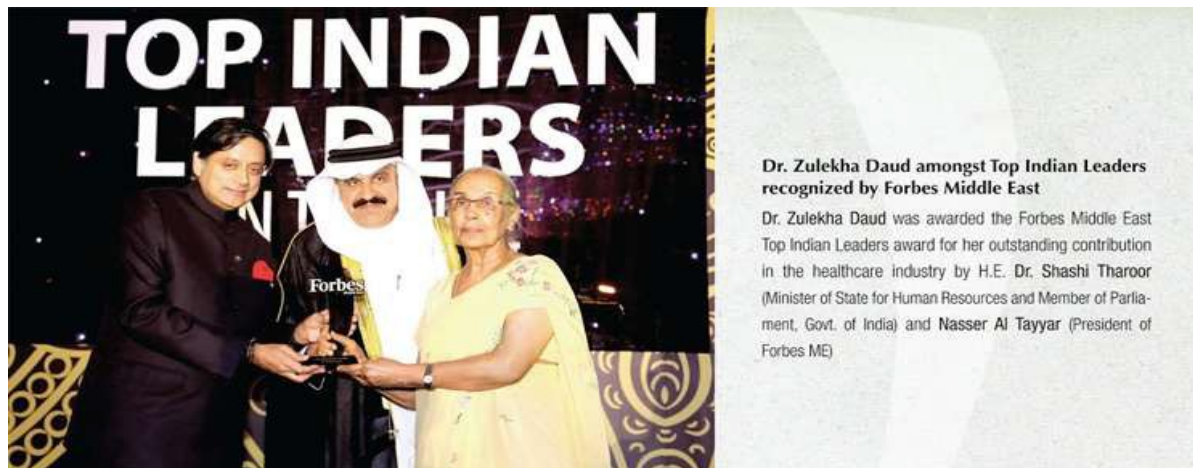 TOP INDIAN
LEADERS
Forbes
Dr. Zulekha Daud amongst Top Indian Leaders
recognized by Forbes Middle East
Dr. Zulekha Daud was awarded the Forbes Middle East
Top Indian Leaders award for her outstanding contribution
in the healthcare industry by H.E. Dr. Shashi Tharoor
(Minister of State for Human Resources and Member of Parlia-
ment, Govt. of India) and Nasser Al Tayyar (President of
Forbes ME)